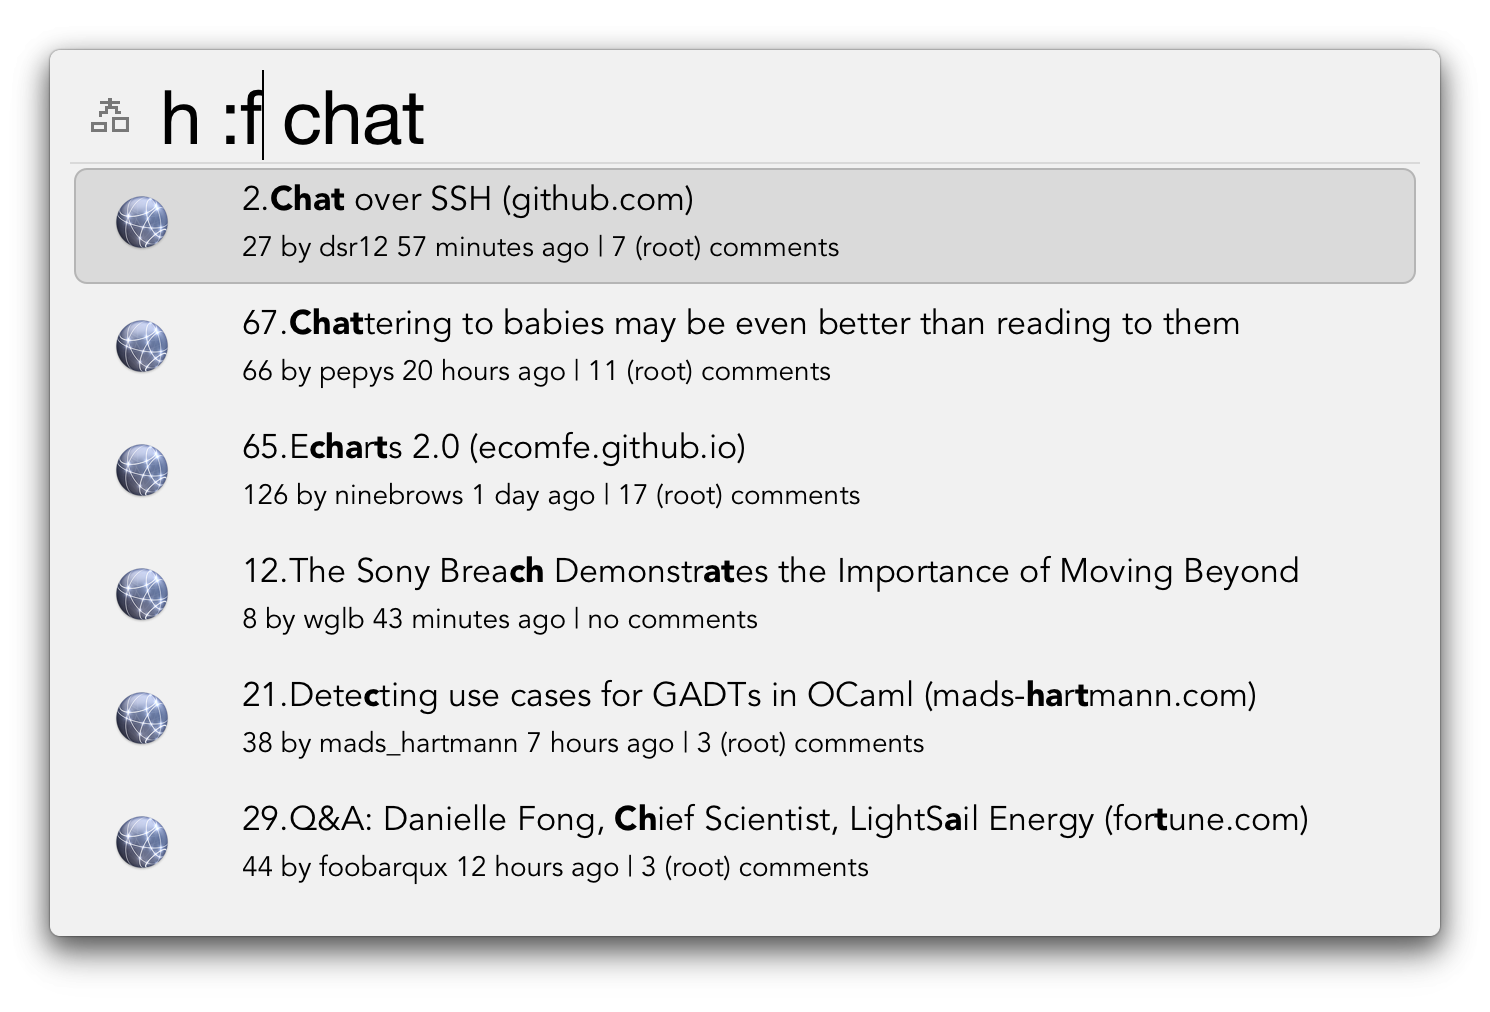 h :f chat
2.Chat over SSH (github.com)
27 by dsr12 57 minutes ago | 7 (root) comments
67.Chattering to babies may be even better than reading to them
66 by pepys 20 hours ago | 11 (root) comments
65.Echarts 2.0 (ecomfe.github.io)
126 by ninebrows 1 day ago | 17 (root) comments
12.The Sony Breach Demonstrates the Importance of Moving Beyond
8 by wglb 43 minutes ago | no comments
21.Detecting use cases for GADTs in OCaml (mads-hartmann.com)
38 by mads_hartmann 7 hours ago | 3 (root) comments
29.Q&A: Danielle Fong, Chief Scientist, LightSail Energy (fortune.com)
44 by foobarqux 12 hours ago | 3 (root) comments